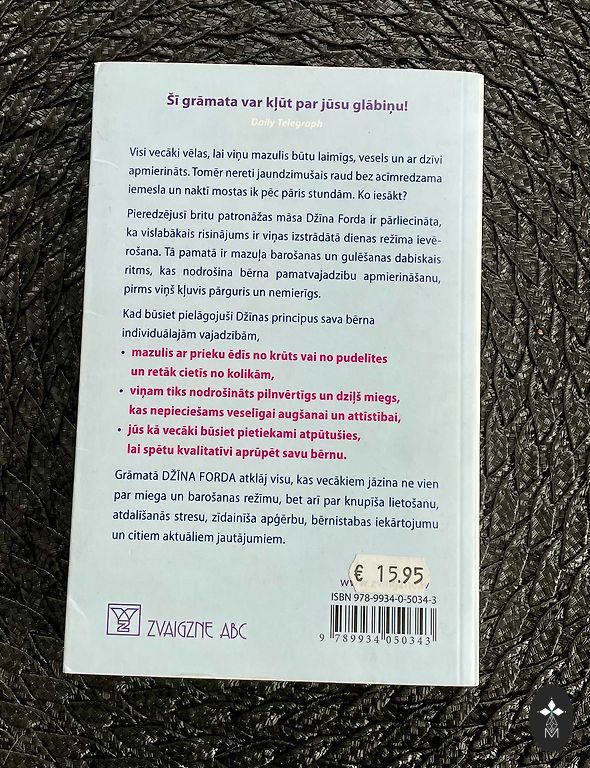 Šī grāmata var kļūt par jūsu glābiņu!
Daily Telegraph
Visi vecāki vēlas, lai viņu mazulis būtu laimīgs, vesels un ar dzīvi
apmierināts. Tomēr nereti jaundzimušais raud bez acīmredzama
iemesla un naktī mostas ik pēc pāris stundām. Ko iesākt?
Pieredzējusī britu patronāžas māsa Džīna Forda ir pārliecināta,
ka vislabākais risinājums ir viņas izstrādātā dienas režīma ievē-
rošana. Tā pamatā ir mazuļa barošanas un gulēšanas dabiskais
ritms, kas nodrošina bērna pamatvajadzību apmierināšanu,
pirms viņš kļuvis pārguris un nemierīgs.
Kad būsiet pielāgojuši Džīnas principus sava bērna
individuālajām vajadzībām,
• mazulis ar prieku ēdīs no krūts vai no pudelītes
un retāk cietīs no kolikām,
• viņam tiks nodrošināts pilnvērtīgs un dziļš miegs,
kas nepieciešams veselīgai augšanai un attīstībai,
• jūs kā vecāki būsiet pietiekami atpūtušies,
lai spētu kvalitatīvi aprūpēt savu bērnu.
Grāmatā DŽĪNA FORDA atklāj visu, kas vecākiem jāzina ne vien
par miega un barošanas režīmu, bet arī par knupīša lietošanu,
atdalīšanās stresu, zīdainīša apģērbu, bērnistabas iekārtojumu
un citiem aktuāliem jautājumiem.
€ 15.95
ISBN 978-9934-0-5034-3
9 789934 050343
ZVAIGZNE ABC